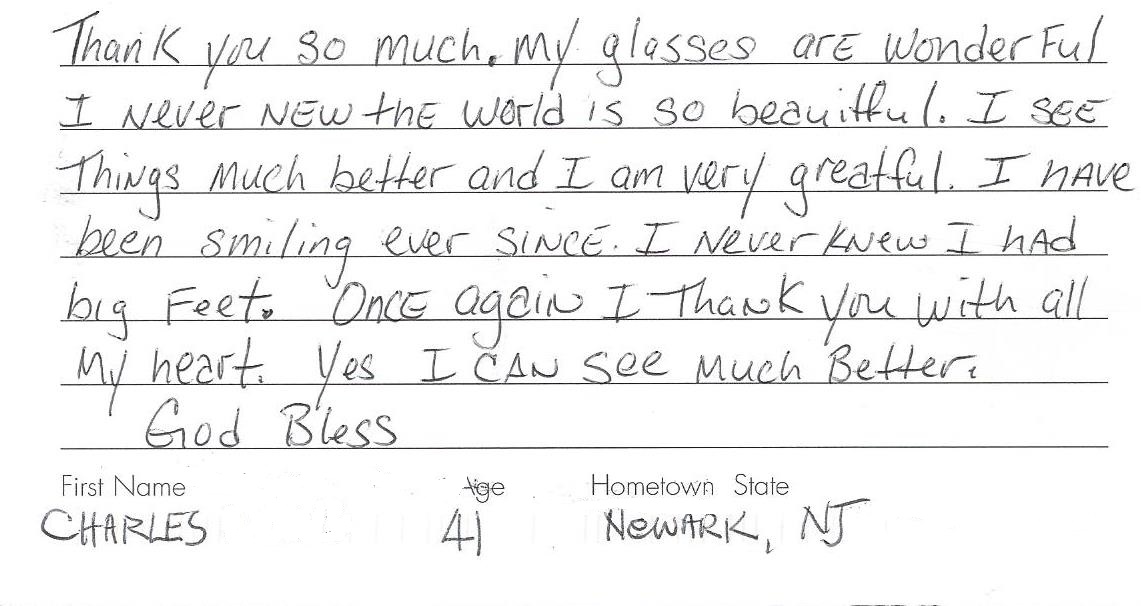 Thank you so much. My glasses are wonderful
I never new the world is so beauitful. I see
things much better and I am very greatful. I have
been smiling ever since. I never knew I had
big feet. Once again I thank you with all
my heart. Yes I can see much better.
God Bless
First Name Age Hometown State
CHARLES 41 NEWARK, NJ